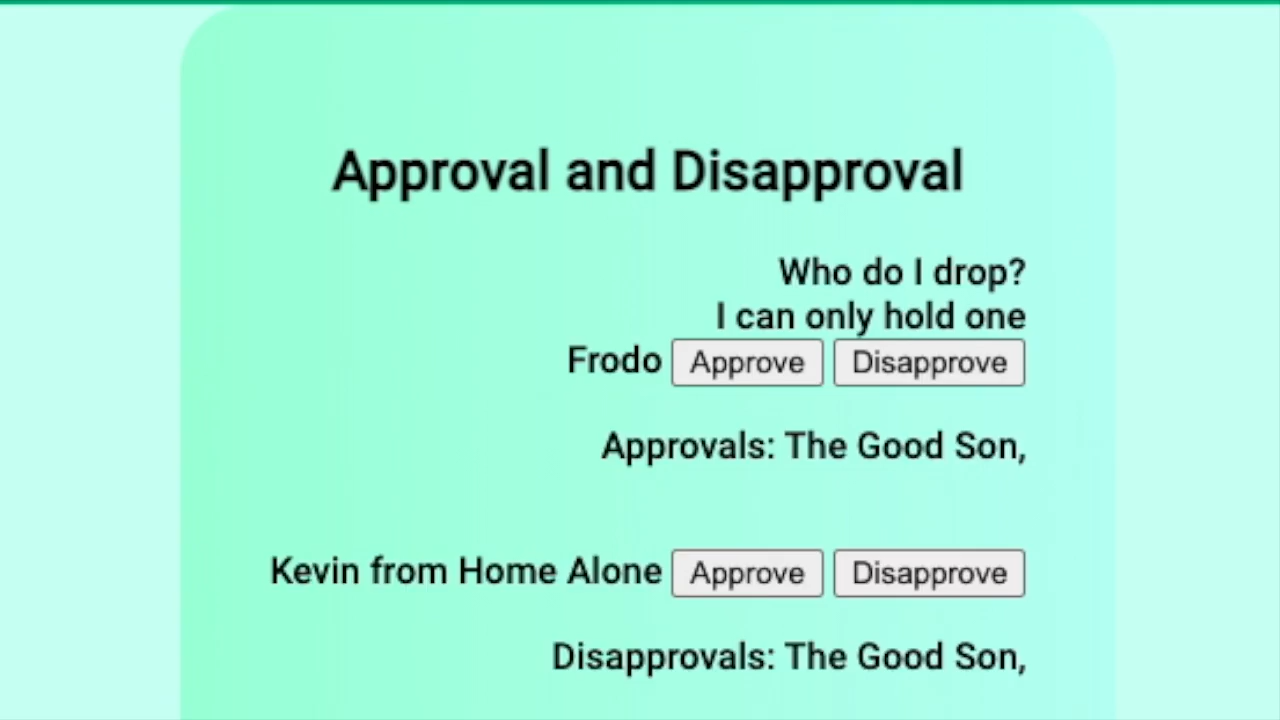 Approval and Disapproval
Who do I drop?
I can only hold one
Frodo Approve Disapprove
Approvals: The Good Son,
Kevin from Home Alone Approve Disapprove
Disapprovals: The Good Son,